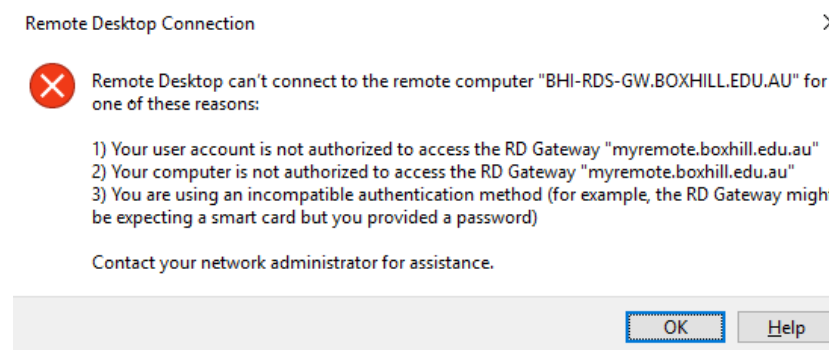 Remote Desktop Connection
Remote Desktop can't connect to the remote computer "BHI-RDS-GW.BOXHILL.EDU.AU" for
one of these reasons:
1) Your user account is not authorized to access the RD Gateway "myremote.boxhill.edu.au"
2) Your computer is not authorized to access the RD Gateway "myremote.boxhill.edu.au"
3) You are using an incompatible authentication method (for example, the RD Gateway might
be expecting a smart card but you provided a password)
Contact your network administrator for assistance.
OK
Help